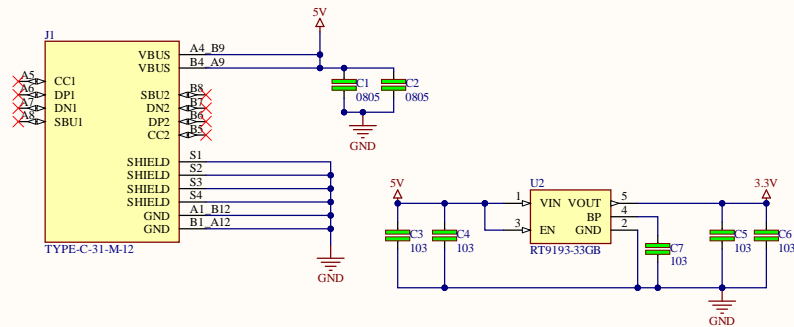 5V
J1
VBUS A4_B9
VBUS B4_A9
A5 CC1
A6 DP1
A7 DN1
A8 SBU1
SBU2 B8
DN2 B7
DP2 B6
CC2 B5
C1
0805
C2
0805
GND
SHIELD S1
SHIELD S2
SHIELD S3
SHIELD S4
GND A1_B12
GND B1_A12
TYPE-C-31-M-12
GND
5V
U2
3.3V
1 VIN VOUT 5
BP 4
3 EN GND 2
RT9193-33GB
C3
103
C4
103
C7
103
C5
103
C6
103
GND